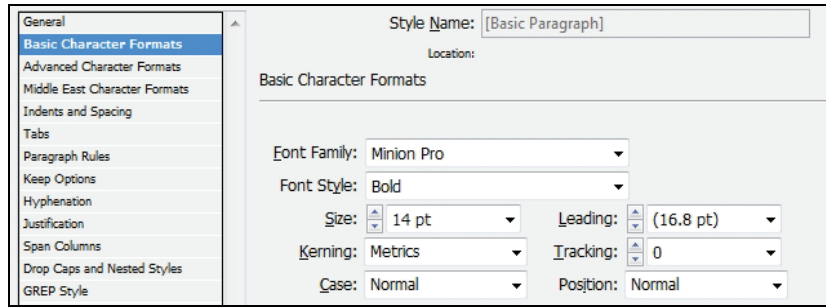 General
Basic Character Formats
Advanced Character Formats
Middle East Character Formats
Indents and Spacing
Tabs
Paragraph Rules
Keep Options
Hyphenation
Justification
Span Columns
Drop Caps and Nested Styles
GREP Style
Style Name: [Basic Paragraph]
Location:
Basic Character Formats
Font Family: Minion Pro
Font Style: Bold
Size: 14 pt Leading: (16.8 pt)
Kerning: Metrics Tracking: 0
Case: Normal Position: Normal